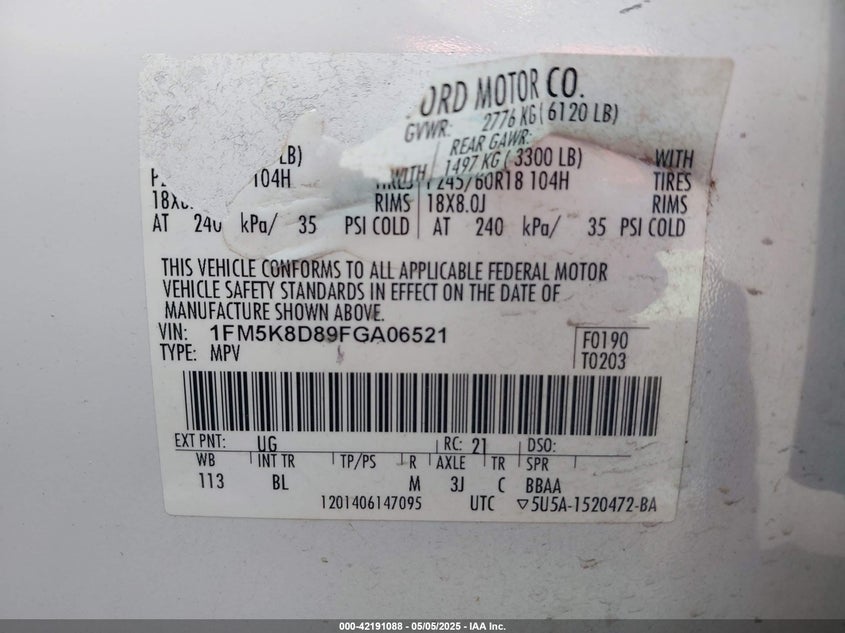 ORD MOTOR CO.
GVWR: 2776 KG ( 6120 LB)
REAR GAWR:
LB) WITH 1497 KG ( 3300 LB) WITH
104H TIRES P245/60R18 104H TIRES
RIMS 18X8.0J RIMS
AT 240 kPa/ 35 PSI COLD AT 240 kPa/ 35 PSI COLD
THIS VEHICLE CONFORMS TO ALL APPLICABLE FEDERAL MOTOR
VEHICLE SAFETY STANDARDS IN EFFECT ON THE DATE OF
MANUFACTURE SHOWN ABOVE.
VIN: 1FM5K8D89FGA06521 F0190
TYPE: MPV T0203
EXT PNT: UG RC: 21 DSO:
WB INT TR TP/PS R AXLE TR SPR
113 BL M 3J C BBAA
1201406147095 UTC ▽5U5A-1520472-BA
000-42191088 - 05/05/2025 - IAA Inc.